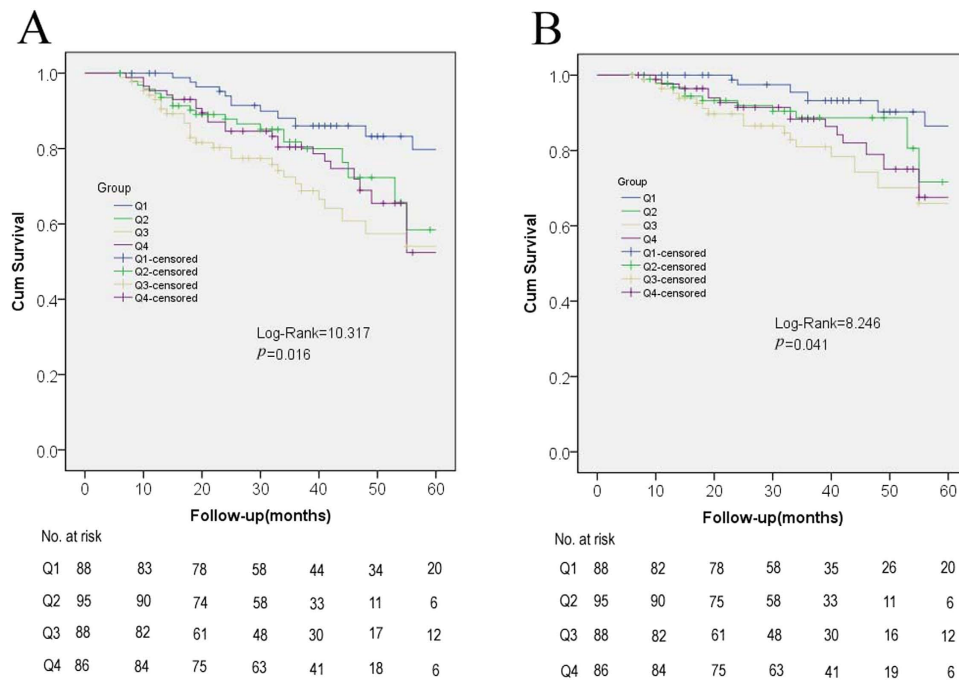 A
1.0
0.8
0.6
0.4
0.2
0.0
Cum Survival
Group
Q1
Q2
Q3
Q4
Q1-censored
Q2-censored
Q3-censored
Q4-censored
Log-Rank=10.317
p=0.016
0 10 20 30 40 50 60
Follow-up(months)
No. at risk
Q1 88 83 78 58 44 34 20
Q2 95 90 74 58 33 11 6
Q3 88 82 61 48 30 17 12
Q4 86 84 75 63 41 18 6
B
1.0
0.8
0.6
0.4
0.2
0.0
Cum Survival
Group
Q1
Q2
Q3
Q4
Q1-censored
Q2-censored
Q3-censored
Q4-censored
Log-Rank=8.246
p=0.041
0 10 20 30 40 50 60
Follow-up(months)
No. at risk
Q1 88 82 78 58 35 26 20
Q2 95 90 75 58 33 11 6
Q3 88 82 61 48 30 16 12
Q4 86 84 75 63 41 19 6